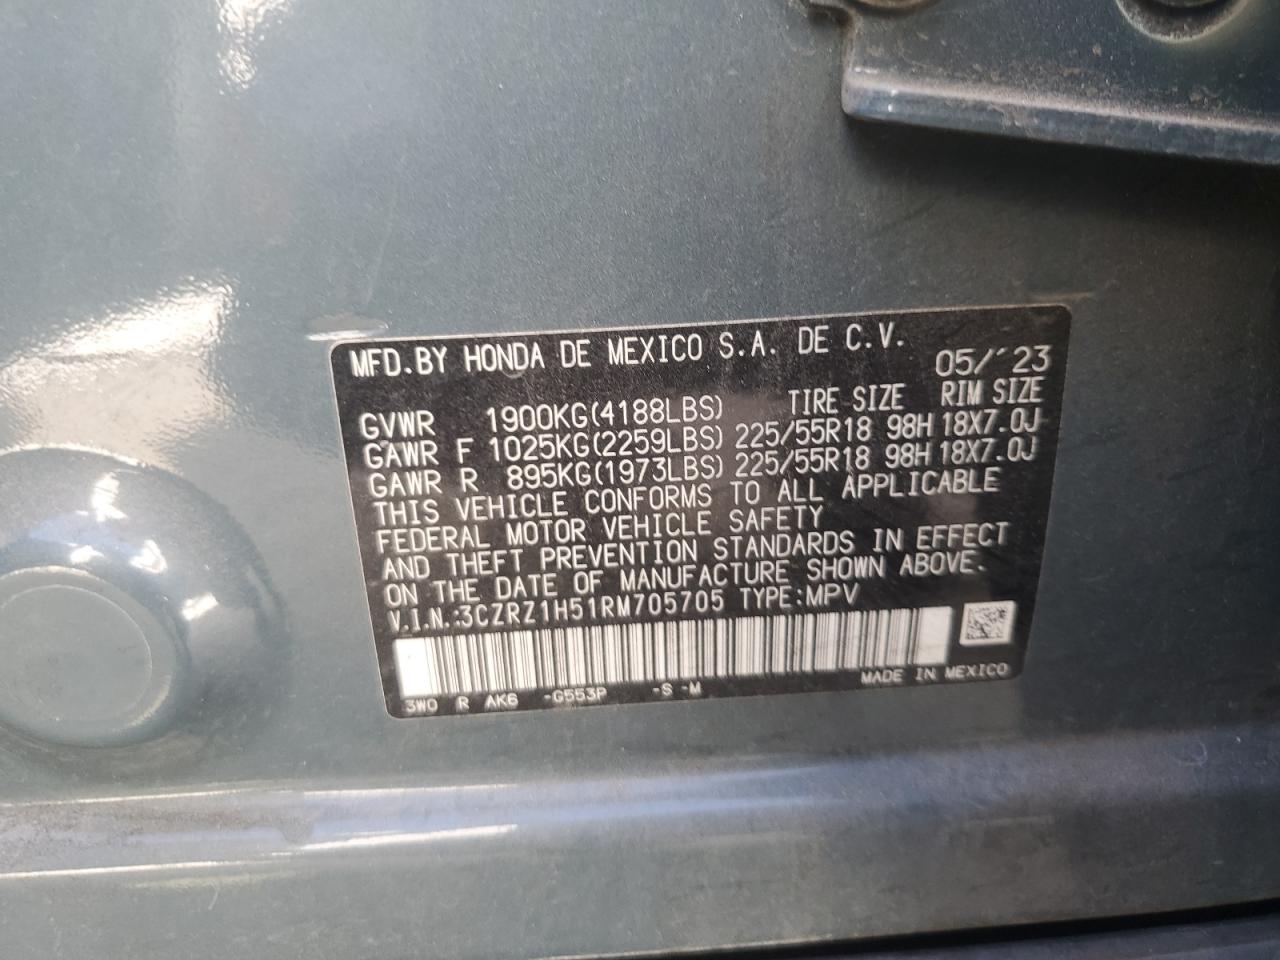 MFD.BY HONDA DE MEXICO S.A. DE C.V.
05/´23
GVWR 1900KG(4188LBS) TIRE SIZE RIM SIZE
GAWR F 1025KG(2259LBS) 225/55R18 98H 18X7.0J
GAWR R 895KG(1973LBS) 225/55R18 98H 18X7.0J
THIS VEHICLE CONFORMS TO ALL APPLICABLE
FEDERAL MOTOR VEHICLE SAFETY
AND THEFT PREVENTION STANDARDS IN EFFECT
ON THE DATE OF MANUFACTURE SHOWN ABOVE.
V.I.N.:3CZRZ1H51RM705705 TYPE:MPV
MADE IN MEXICO
3WO R AK6 -G553P -S -M